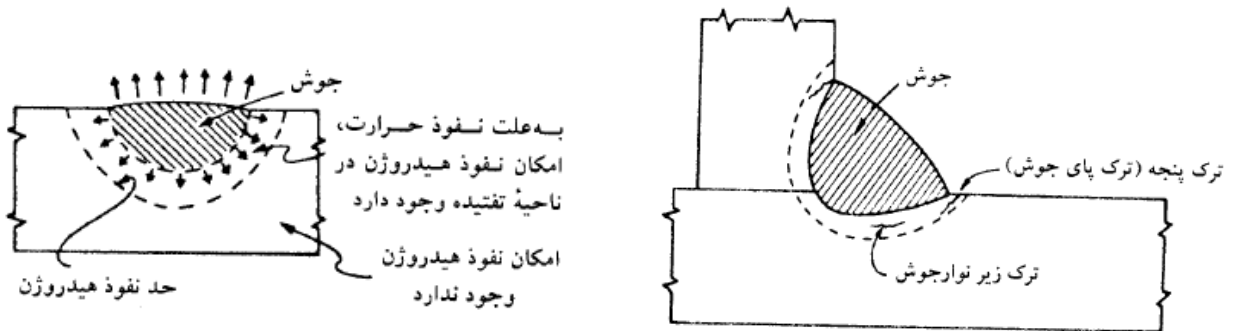 جوش
به‌علت نفوذ حرارت،
امکان نفوذ هیدروژن در
ناحیهٔ تفتیده وجود دارد
امکان نفوذ هیدروژن
وجود ندارد
حد نفوذ هیدروژن
جوش
ترک پنجه (ترک پای جوش)
ترک زیر نوارجوش